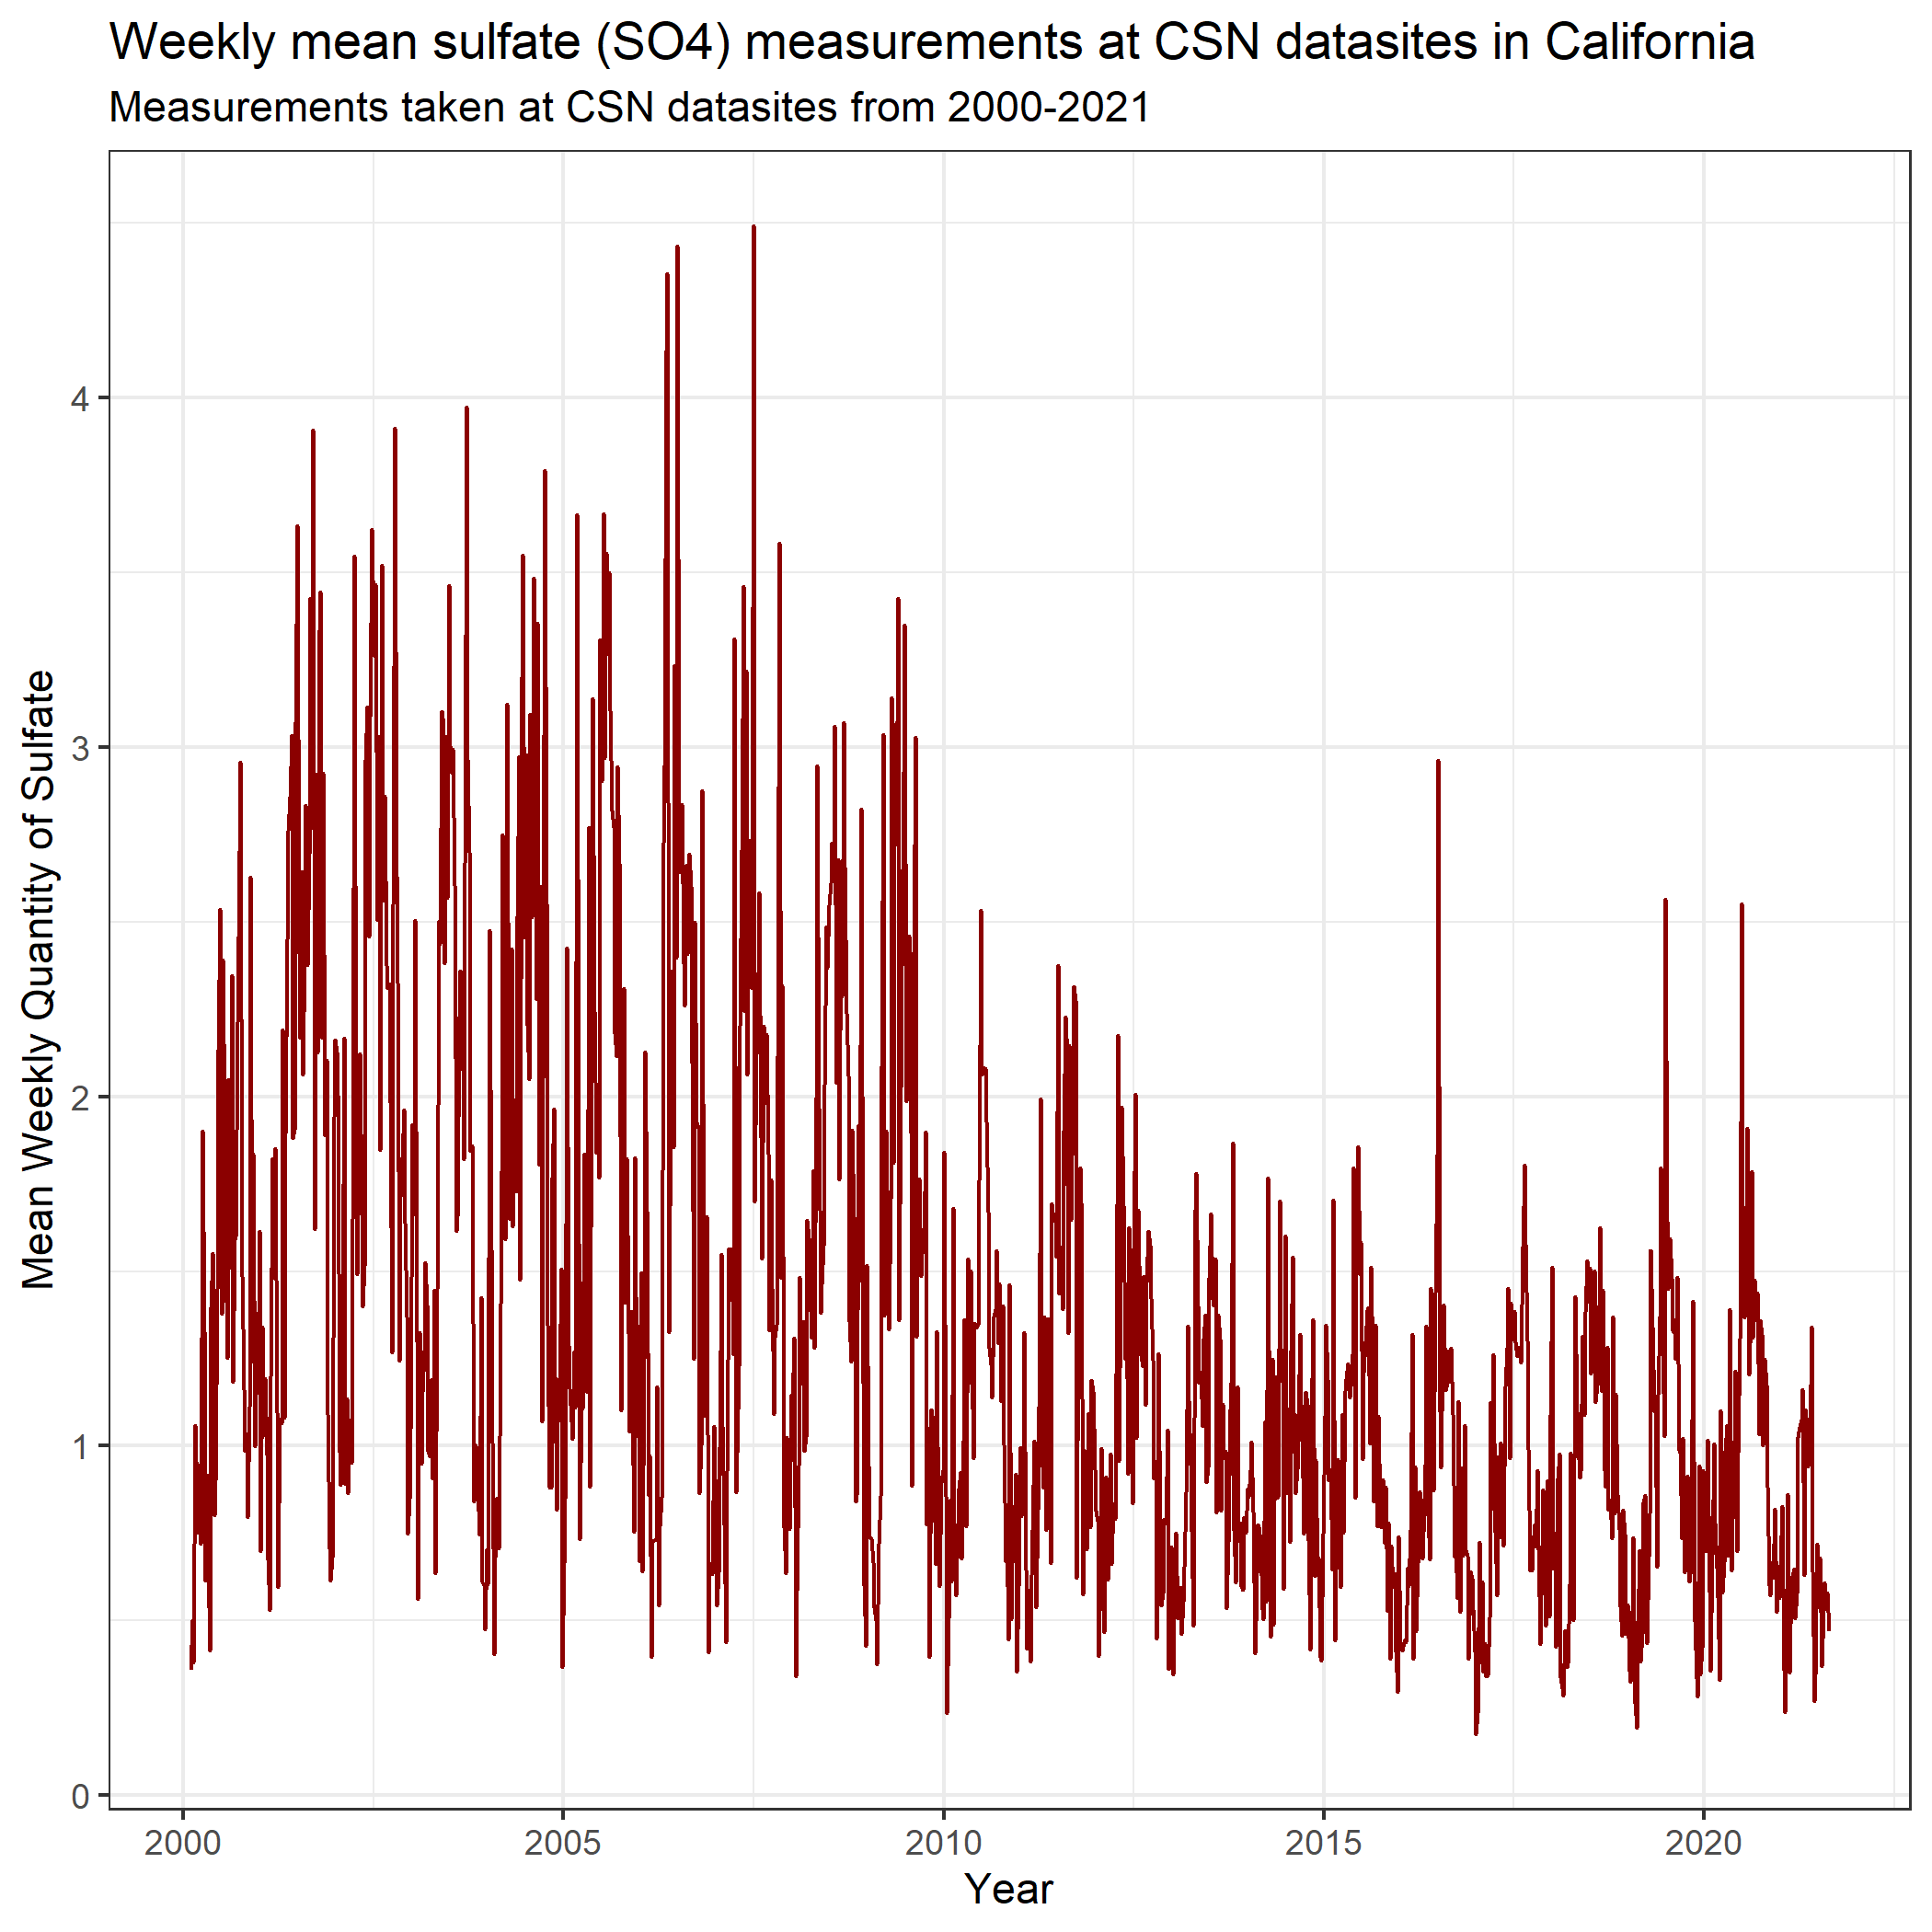 Weekly mean sulfate (SO4) measurements at CSN datasites in California
Measurements taken at CSN datasites from 2000-2021
Mean Weekly Quantity of Sulfate
4
3
2
1
0
2000 2005 2010 2015 2020
Year